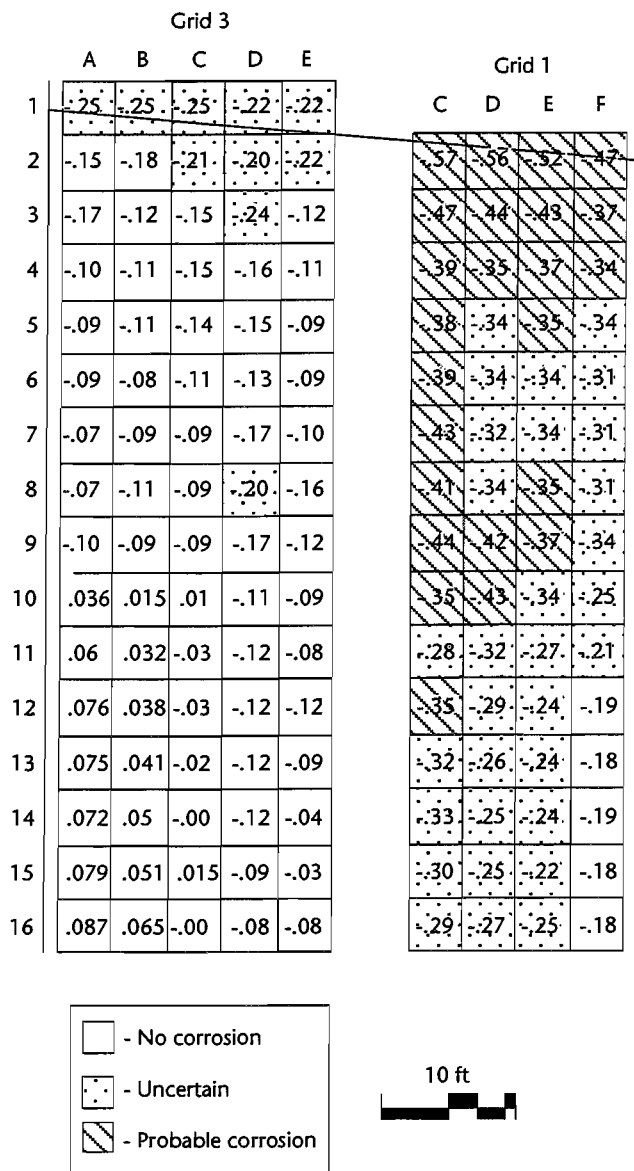 Grid 3
A B C D E
Grid 1
C D E F
1 -.25 -.25 -.25 -.22 -.22
2 -.15 -.18 -.21 -.20 -.22 -.57 -.56 -.52 -.47
3 -.17 -.12 -.15 -.24 -.12 -.47 -.44 -.43 -.37
4 -.10 -.11 -.15 -.16 -.11 -.39 -.35 -.37 -.34
5 -.09 -.11 -.14 -.15 -.09 -.38 -.34 -.35 -.34
6 -.09 -.08 -.11 -.13 -.09 -.39 -.34 -.34 -.31
7 -.07 -.09 -.09 -.17 -.10 -.43 -.32 -.34 -.31
8 -.07 -.11 -.09 -.20 -.16 -.41 -.34 -.35 -.31
9 -.10 -.09 -.09 -.17 -.12 -.44 -.42 -.37 -.34
10 .036 .015 .01 -.11 -.09 -.35 -.43 -.34 -.25
11 .06 .032 -.03 -.12 -.08 -.28 -.32 -.27 -.21
12 .076 .038 -.03 -.12 -.12 -.35 -.29 -.24 -.19
13 .075 .041 -.02 -.12 -.09 -.32 -.26 -.24 -.18
14 .072 .05 -.00 -.12 -.04 -.33 -.25 -.24 -.19
15 .079 .051 .015 -.09 -.03 -.30 -.25 -.22 -.18
16 .087 .065 -.00 -.08 -.08 -.29 -.27 -.25 -.18
- No corrosion
- Uncertain
- Probable corrosion
10 ft